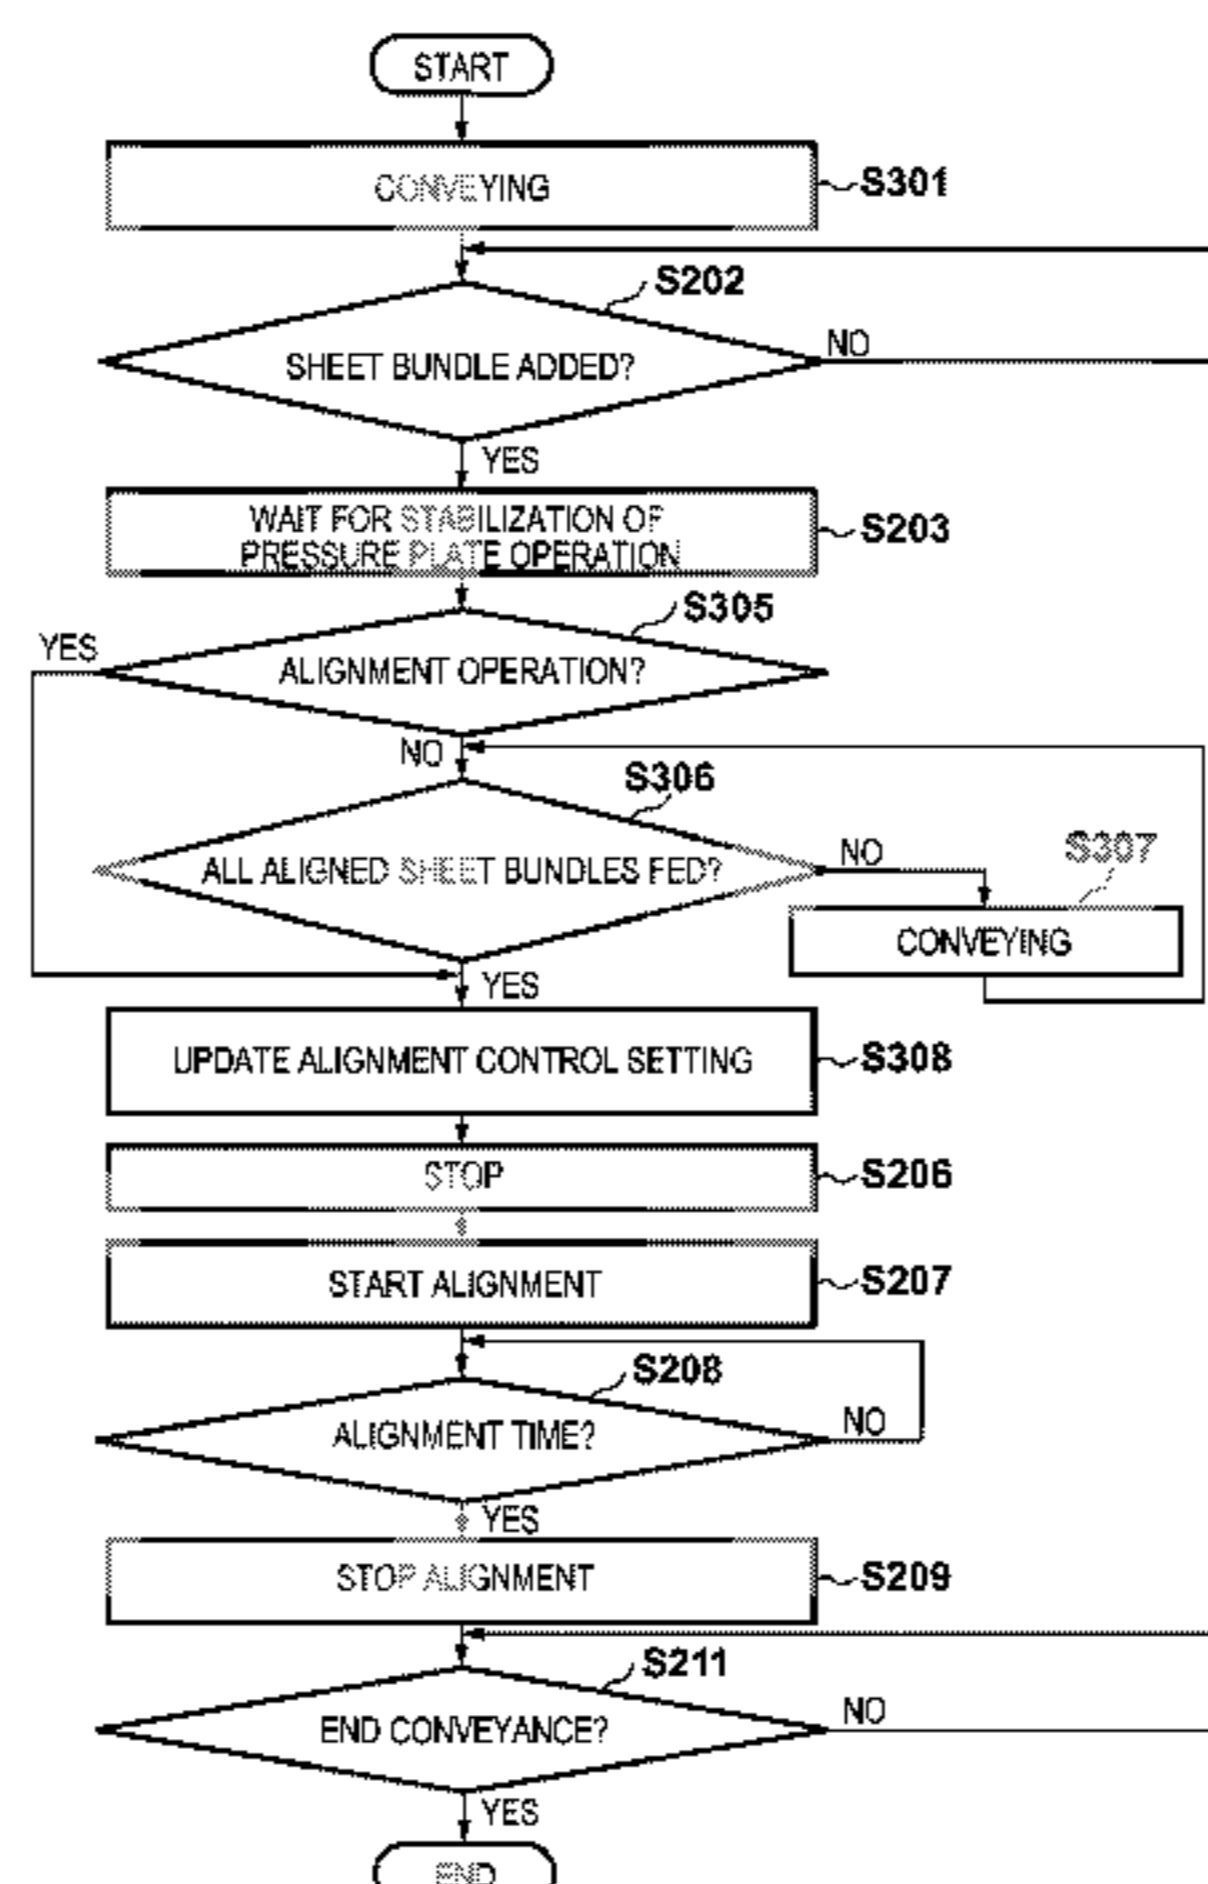 START
CONVEYING
S301
S202
SHEET BUNDLE ADDED?
NO
YES
WAIT FOR STABILIZATION OF
PRESSURE PLATE OPERATION
S203
S305
YES
ALIGNMENT OPERATION?
NO
S306
ALL ALIGNED SHEET BUNDLES FED?
NO
S307
CONVEYING
YES
UPDATE ALIGNMENT CONTROL SETTING
S308
STOP
S206
START ALIGNMENT
S207
S208
ALIGNMENT TIME?
NO
YES
STOP ALIGNMENT
S209
S211
END CONVEYANCE?
NO
YES
END